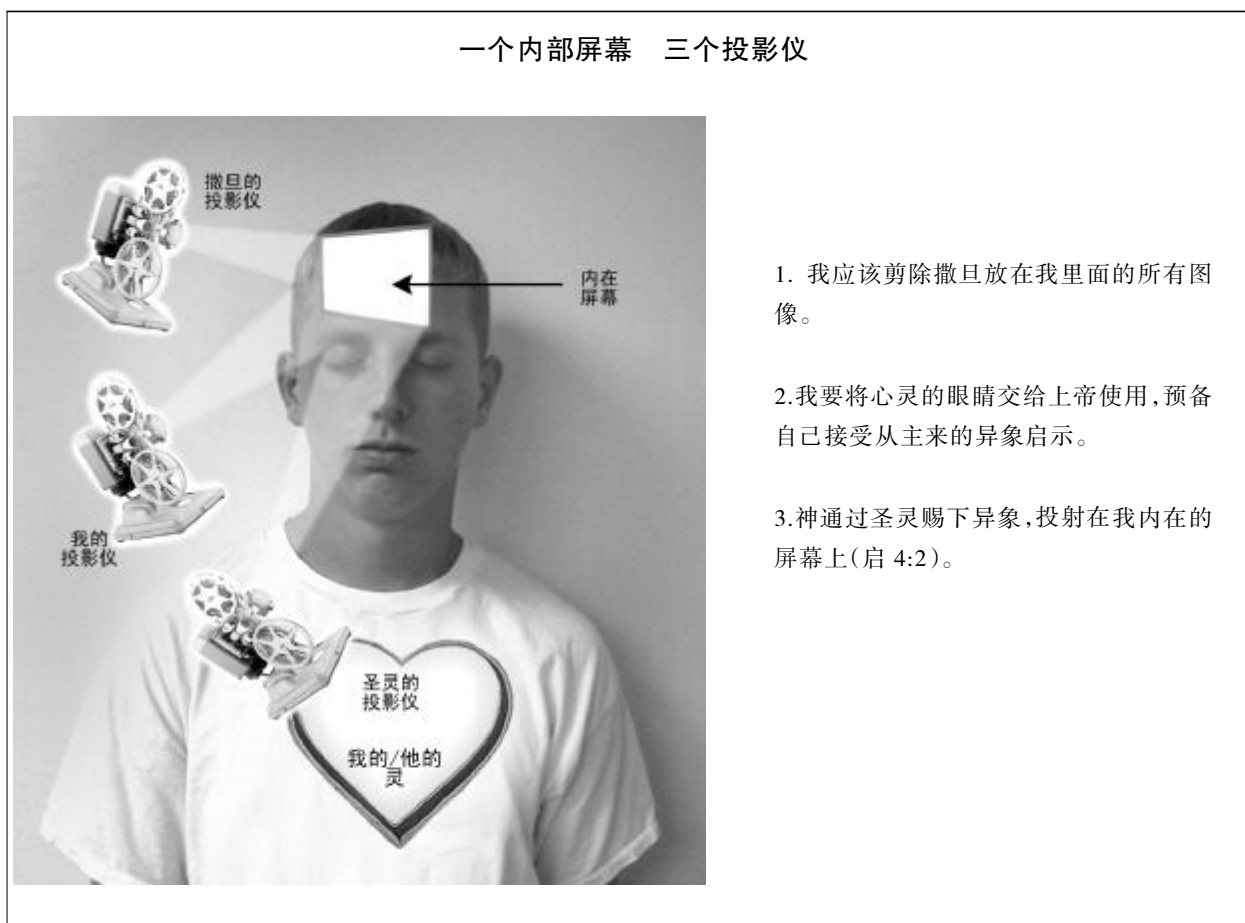 一个内部屏幕　三个投影仪
撒旦的
投影仪
内在
屏幕
我的
投影仪
圣灵的
投影仪
我的/他的
灵
1. 我应该剪除撒旦放在我里面的所有图
像。
2.我要将心灵的眼睛交给上帝使用,预备
自己接受从主来的异象启示。
3.神通过圣灵赐下异象,投射在我内在的
屏幕上(启 4:2)。